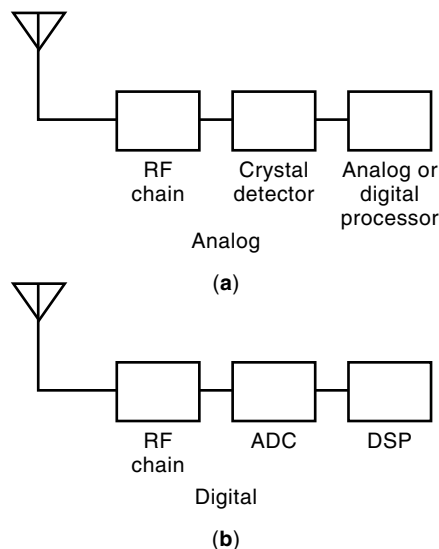 RF
chain
Crystal
detector
Analog or
digital
processor
Analog
(a)
RF
chain
ADC
DSP
Digital
(b)